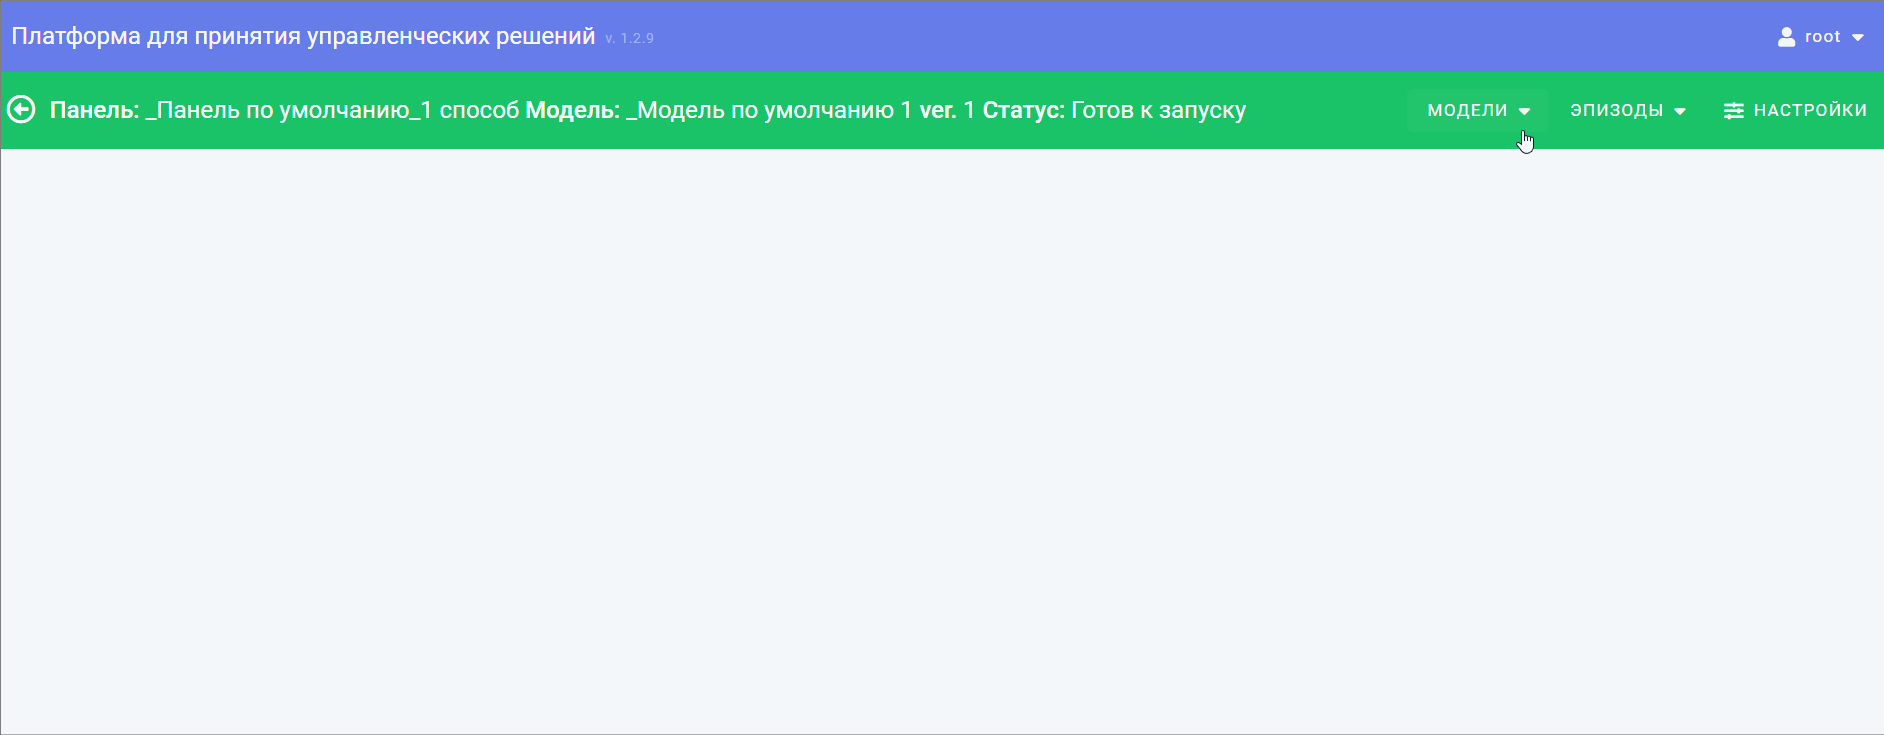 Платформа для принятия управленческих решений v. 1.2.9
root
Панель: _Панель по умолчанию_1 способ Модель: _Модель по умолчанию 1 ver. 1 Статус: Готов к запуску
МОДЕЛИ
ЭПИЗОДЫ
НАСТРОЙКИ